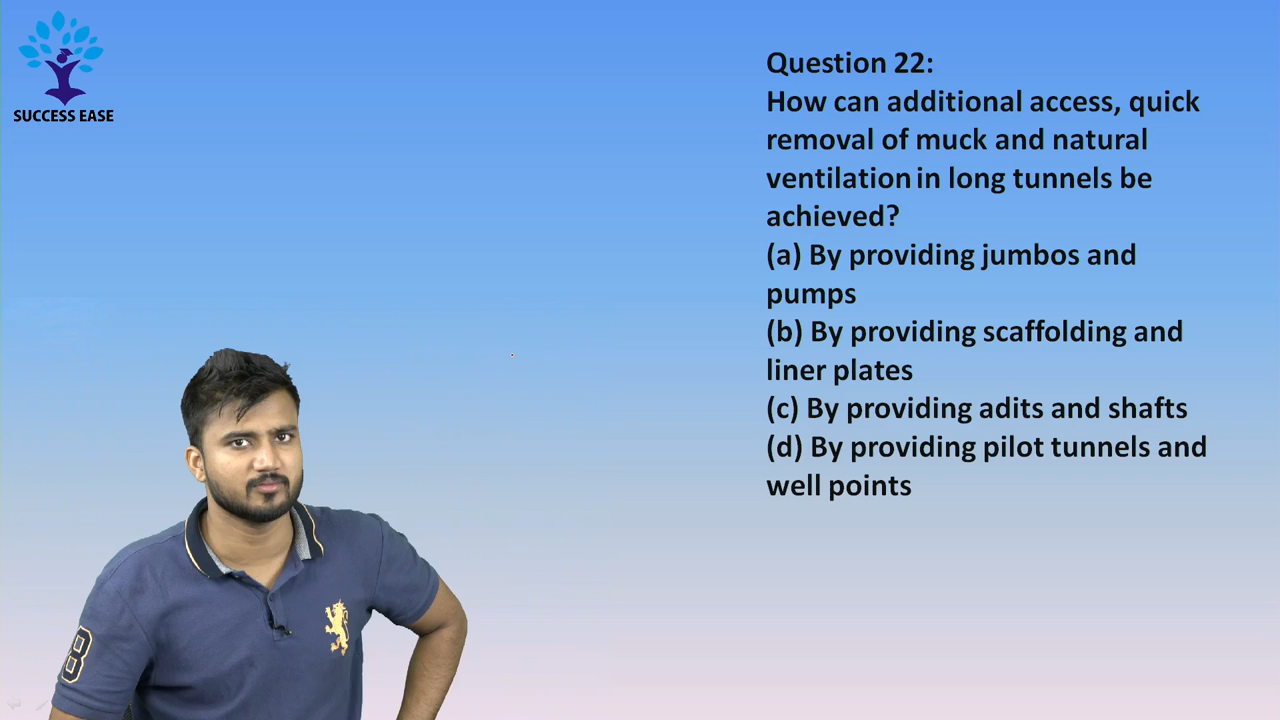 SUCCESS EASE
Question 22:
How can additional access, quick
removal of muck and natural
ventilation in long tunnels be
achieved?
(a) By providing jumbos and
pumps
(b) By providing scaffolding and
liner plates
(c) By providing adits and shafts
(d) By providing pilot tunnels and
well points
8